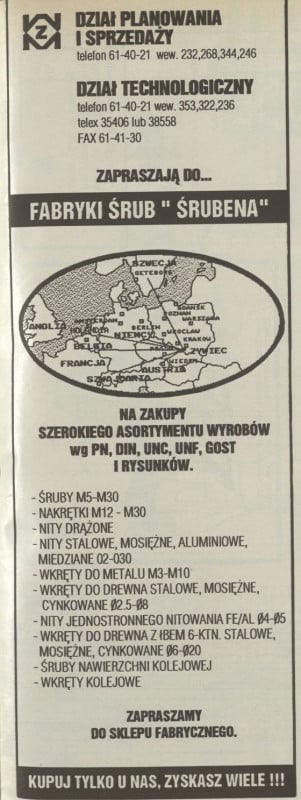 DZIAŁ PLANOWANIA
I SPRZEDAŻY
telefon 61-40-21 wew. 232,268,344,246
DZIAŁ TECHNOLOGICZNY
telefon 61-40-21 wew. 353,322,236
telex 35406 lub 38558
FAX 61-41-30
ZAPRASZAJĄ DO...
FABRYKI ŚRUB " ŚRUBENA"
SZWECJA
GETEBORG
GDAŃSK
POZNAŃ
WARSZAWA
ANGLIA
HOLANDIA
BERLIN
NIEMCY
WROCŁAW
KRAKÓW
BELGIA
ŻYWIEC
FRANCJA
WIEDEŃ
AUSTRIA
SZWAJCARIA
NA ZAKUPY
SZEROKIEGO ASORTYMENTU WYROBÓW
wg PN, DIN, UNC, UNF, GOST
I RYSUNKÓW.
- ŚRUBY M5-M30
- NAKRĘTKI M12 - M30
- NITY DRĄŻONE
- NITY STALOWE, MOSIĘŻNE, ALUMINIOWE,
MIEDZIANE 02-030
- WKRĘTY DO METALU M3-M10
- WKRĘTY DO DREWNA STALOWE, MOSIĘŻNE,
CYNKOWANE Ø2.5-Ø8
- NITY JEDNOSTRONNEGO NITOWANIA FE/AL Ø4-Ø5
- WKRĘTY DO DREWNA Z ŁBEM 6-KTN. STALOWE,
MOSIĘŻNE, CYNKOWANE Ø6-Ø20
- ŚRUBY NAWIERZCHNI KOLEJOWEJ
- WKRĘTY KOLEJOWE
ZAPRASZAMY
DO SKLEPU FABRYCZNEGO.
KUPUJ TYLKO U NAS, ZYSKASZ WIELE !!!